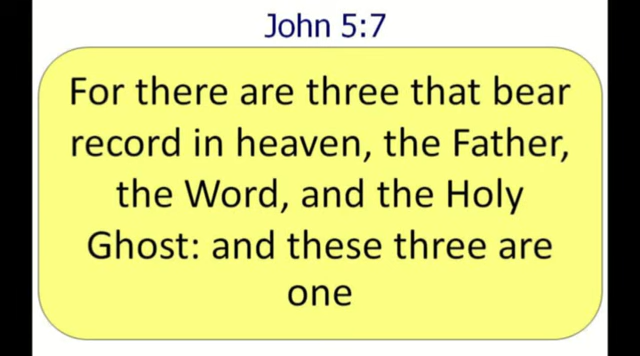 John 5:7
For there are three that bear
record in heaven, the Father,
the Word, and the Holy
Ghost: and these three are
one